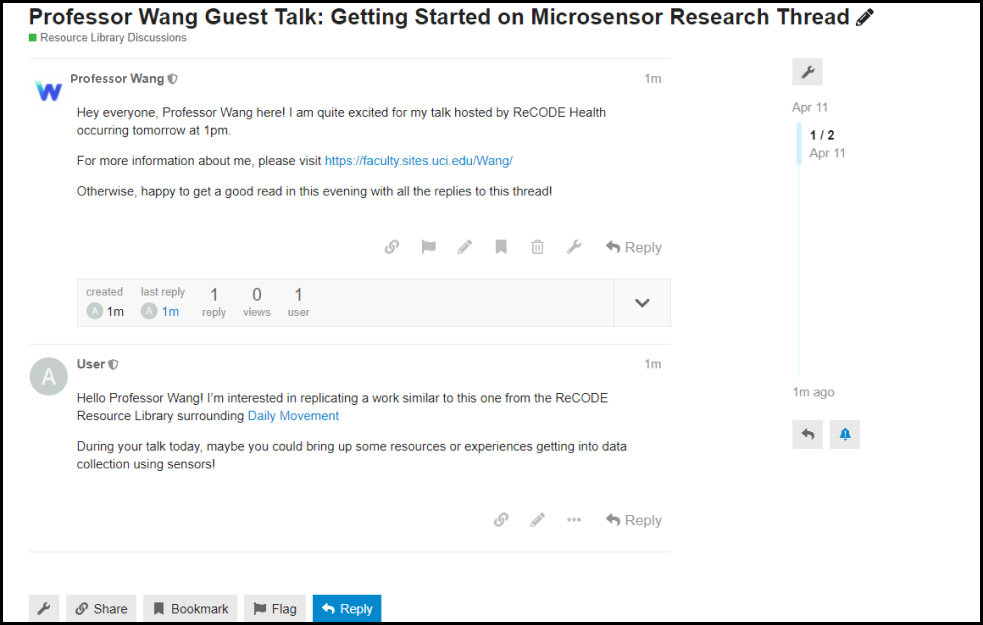 Professor Wang Guest Talk: Getting Started on Microsensor Research Thread
Resource Library Discussions
Professor Wang 1m
Hey everyone, Professor Wang here! I am quite excited for my talk hosted by ReCODE Health
occurring tomorrow at 1pm.
For more information about me, please visit https://faculty.sites.uci.edu/Wang/
Otherwise, happy to get a good read in this evening with all the replies to this thread!
Reply
created last reply 1 0 1
A 1m A 1m reply views user
A User 1m
Hello Professor Wang! I'm interested in replicating a work similar to this one from the ReCODE
Resource Library surrounding Daily Movement
During your talk today, maybe you could bring up some resources or experiences getting into data
collection using sensors!
Reply
Share Bookmark Flag Reply
Apr 11
1 / 2
Apr 11
1m ago